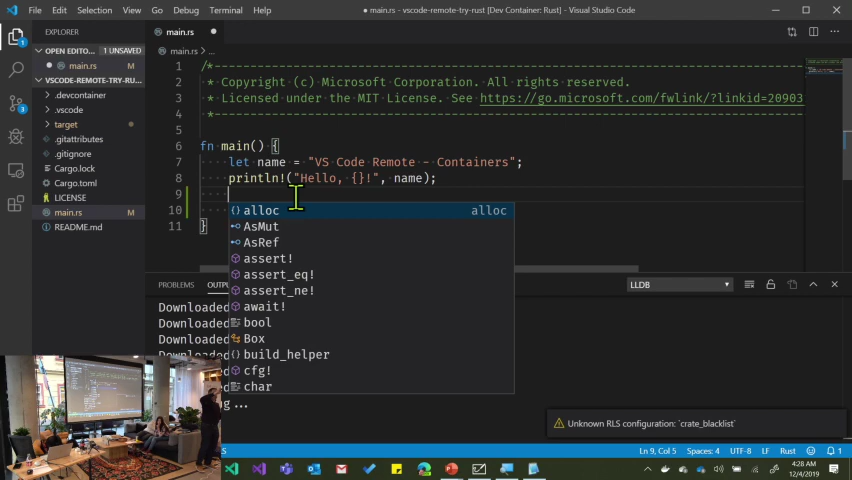 File Edit Selection View Go Debug Terminal Help
● main.rs - vscode-remote-try-rust [Dev Container: Rust] - Visual Studio Code
EXPLORER
OPEN EDITO... 1 UNSAVED
main.rs
VSCODE-REMOTE-TRY-RU...
.devcontainer
.vscode
target
.gitattributes
.gitignore
Cargo.lock
Cargo.toml
LICENSE
main.rs
README.md
main.rs
main.rs > ...
1 /*
2 * Copyright (c) Microsoft Corporation. All rights reserved.
3 * Licensed under the MIT License. See https://go.microsoft.com/fwlink/?linkid=20903
4 *
5
6 fn main() {
7 let name = "VS Code Remote - Containers";
8 println!("Hello, {}!", name);
9
10
11 }
alloc alloc
AsMut
AsRef
assert!
assert_eq!
assert_ne!
await!
bool
Box
build_helper
cfg!
char
PROBLEMS OUTPU
LLDB
Downloaded
Downloaded
Downloaded
g ...
Unknown RLS configuration: `crate_blacklist`
Ln 9, Col 5 Spaces: 4 UTF-8 LF Rust 1
4:28 AM
12/4/2019